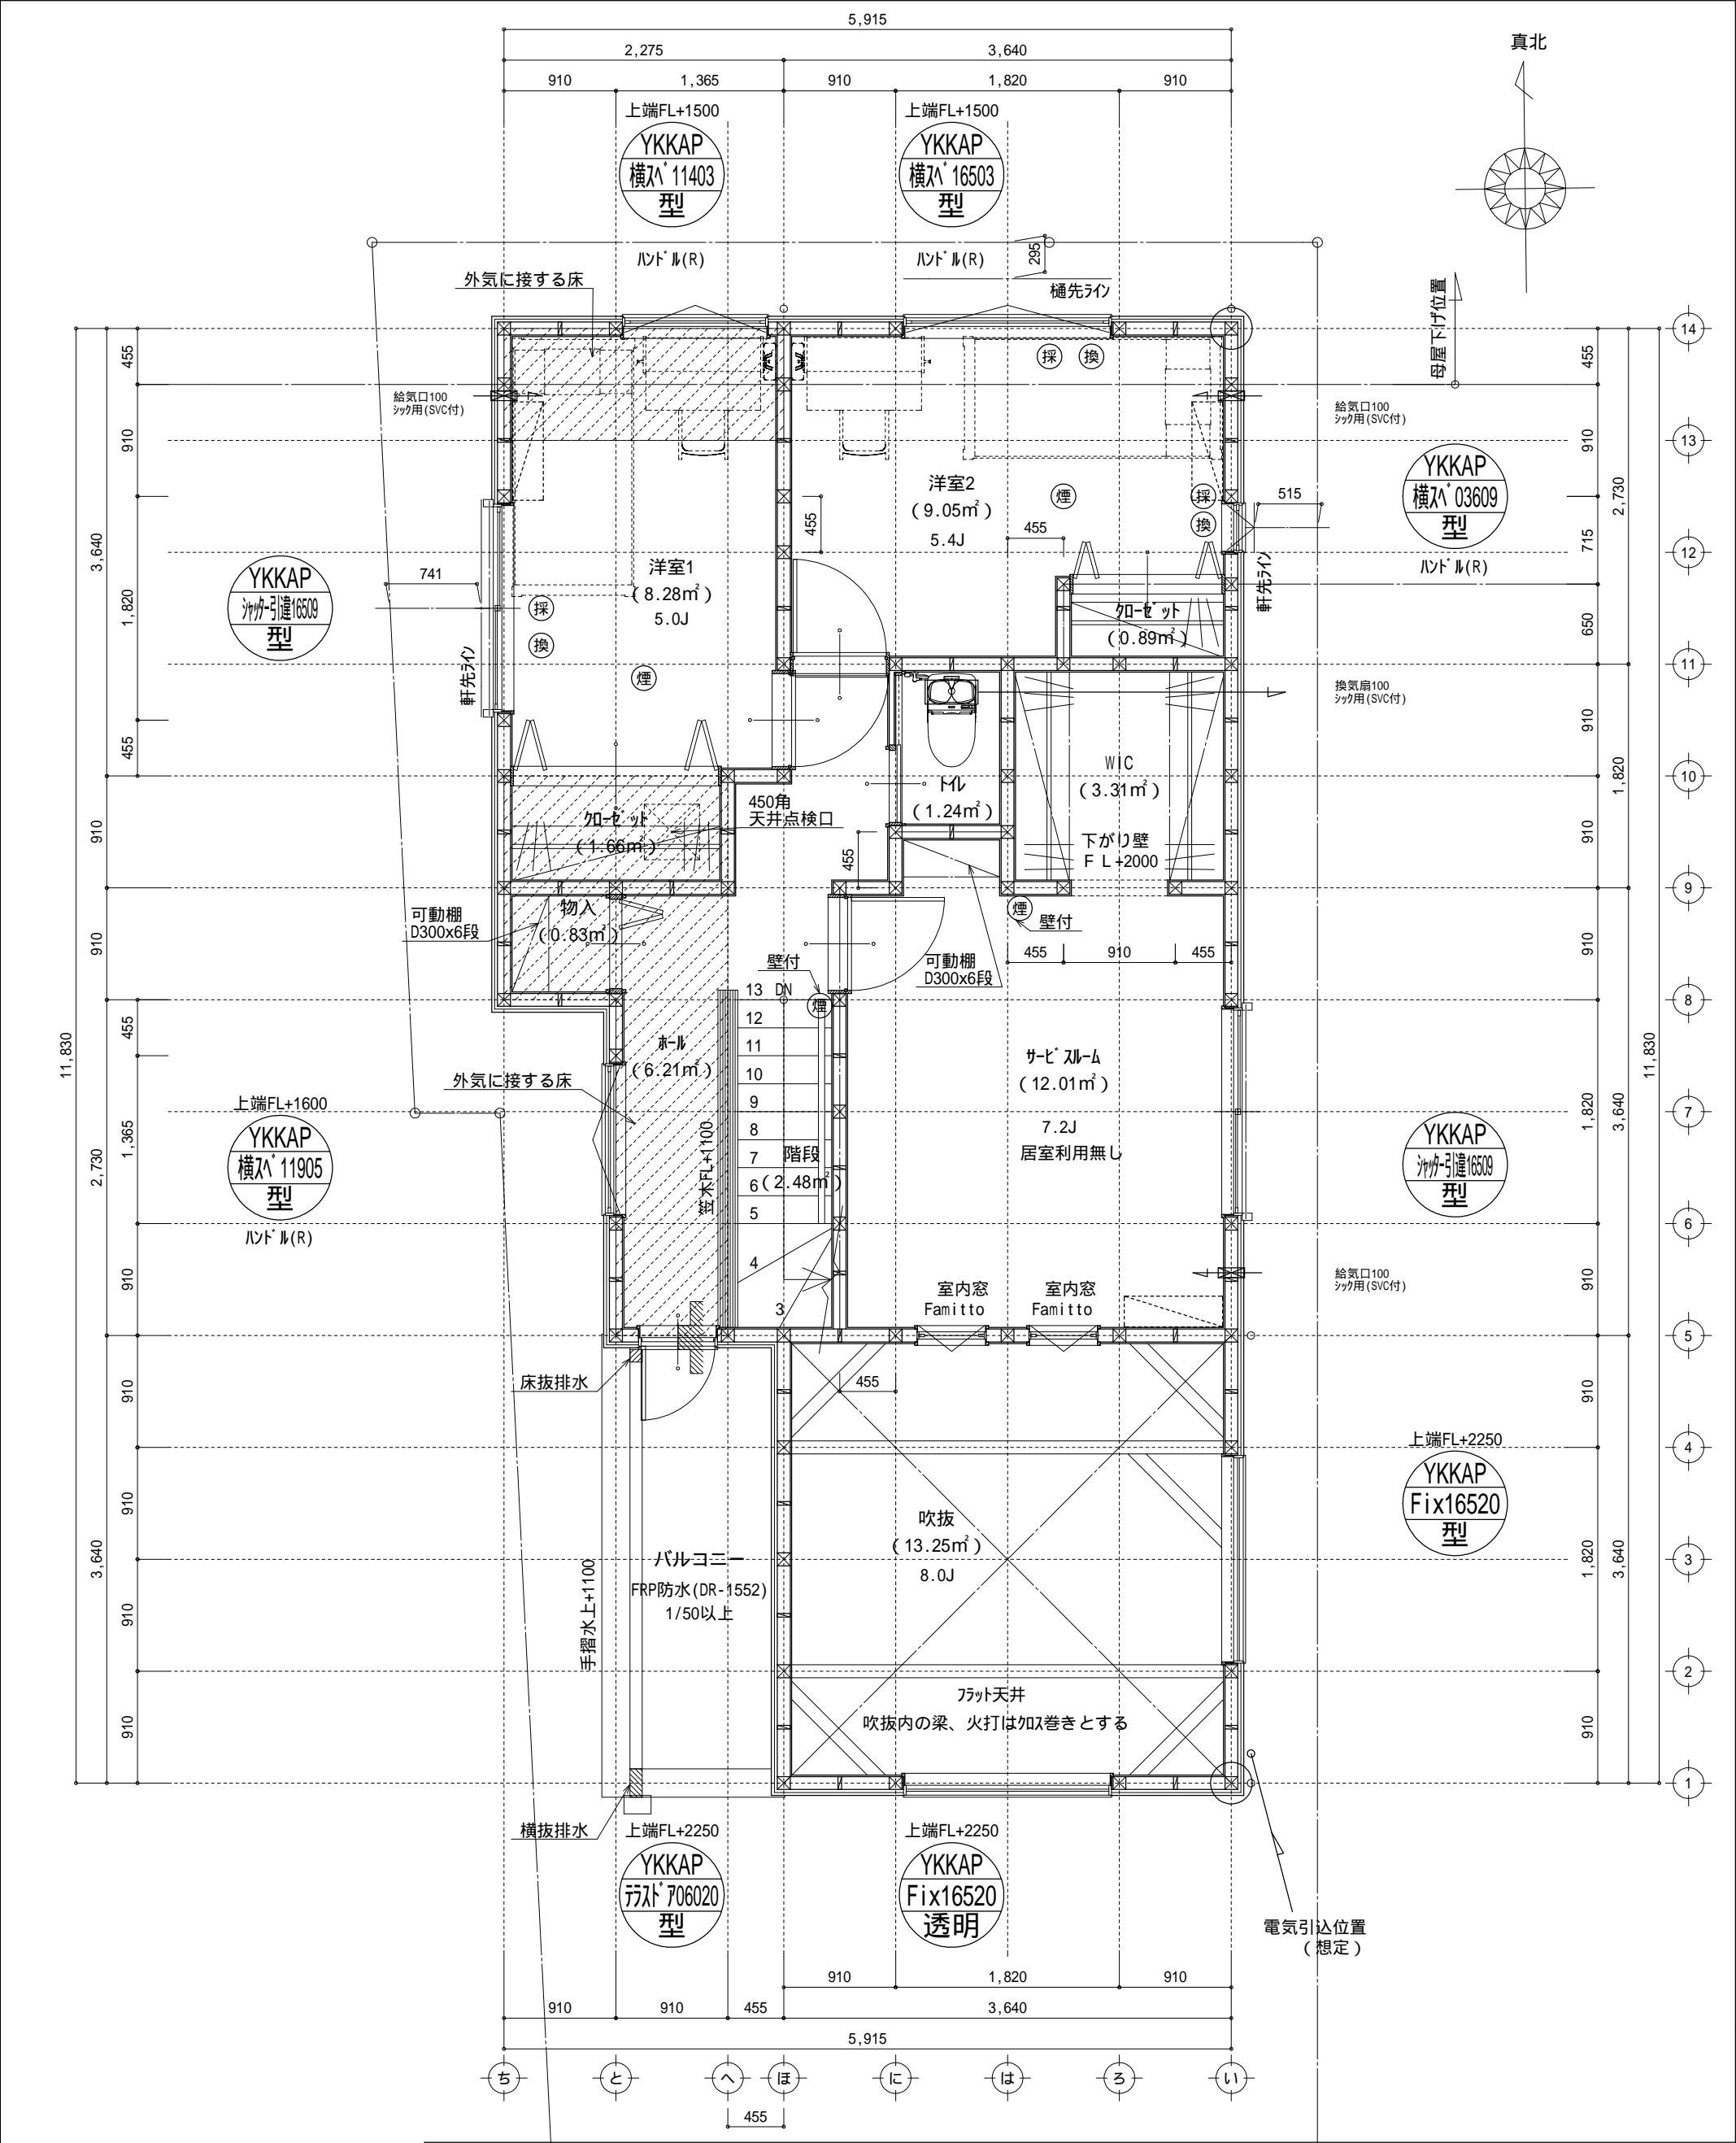 5,915
2,275
3,640
910
1,365
910
1,820
910
真北
上端FL+1500
YKKAP
横スベ11403
型
ハンドル(R)
上端FL+1500
YKKAP
横スベ16503
型
ハンドル(R)
295
樋先ライン
外気に接する床
母屋下げ位置
給気口100
シック用(SVC付)
採
換
給気口100
シック用(SVC付)
YKKAP
横スベ03609
型
ハンドル(R)
515
軒先ライン
洋室2
(9.05㎡)
5.4J
煙
採
換
455
455
洋室1
(8.28㎡)
5.0J
採
換
煙
741
軒先ライン
YKKAP
シャッター引違16509
型
クローゼット
(0.89㎡)
換気扇100
シック用(SVC付)
WIC
(3.31㎡)
下がり壁
FL+2000
トイレ
(1.24㎡)
450角
天井点検口
クローゼット
(1.66㎡)
455
物入
(0.83㎡)
可動棚
D300x6段
煙
壁付
455
910
455
可動棚
D300x6段
壁付
煙
13 DN
12
11
10
9
8
7
6
5
4
3
階段
(2.48㎡)
笠木FL+1100
ホール
(6.21㎡)
外気に接する床
サービスルーム
(12.01㎡)
7.2J
居室利用無し
上端FL+1600
YKKAP
横スベ11905
型
ハンドル(R)
YKKAP
シャッター引違16509
型
給気口100
シック用(SVC付)
室内窓
Famitto
室内窓
Famitto
床抜排水
455
上端FL+2250
YKKAP
Fix16520
型
吹抜
(13.25㎡)
8.0J
バルコニー
FRP防水(DR-1552)
1/50以上
手摺水上+1100
フラット天井
吹抜内の梁、火打はクロス巻きとする
横抜排水
上端FL+2250
YKKAP
テラスドア06020
型
上端FL+2250
YKKAP
Fix16520
透明
電気引込位置
(想定)
11,830
3,640
2,730
3,640
455
910
1,820
455
910
910
455
1,365
910
910
910
910
910
455
910
715
650
910
910
910
1,820
910
910
1,820
910
2,730
1,820
3,640
3,640
11,830
14
13
12
11
10
9
8
7
6
5
4
3
2
1
910
1,820
910
910
910
455
3,640
5,915
ち
と
へ
ほ
に
は
ろ
い
455